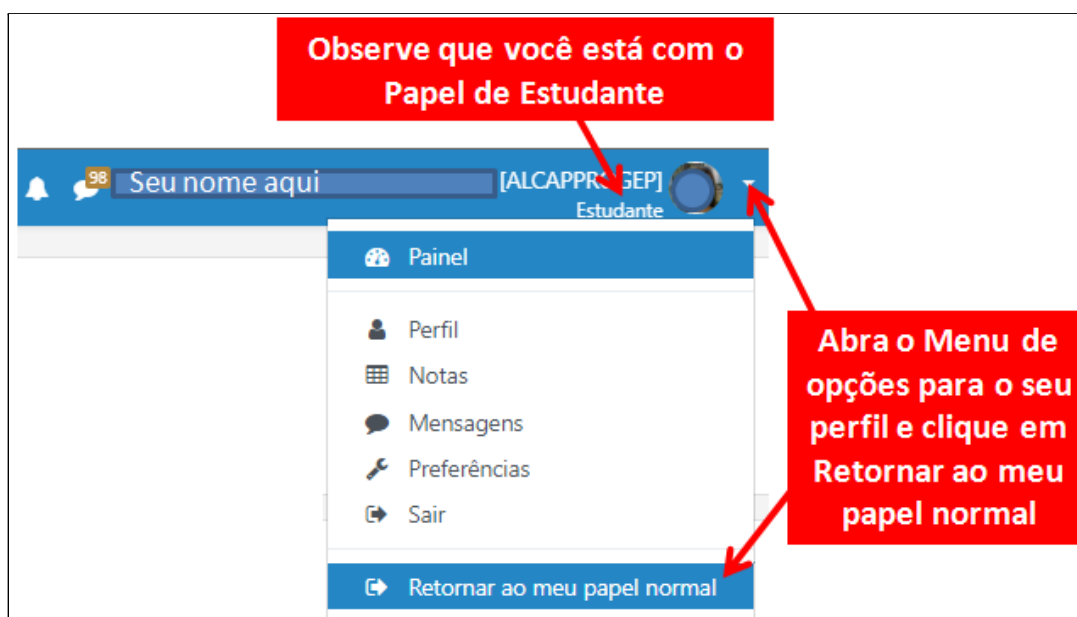 Observe que você está com o
Papel de Estudante
98
Seu nome aqui
[ALCAPPROGEP]
Estudante
Painel
Perfil
Notas
Mensagens
Preferências
Sair
Retornar ao meu papel normal
Abra o Menu de
opções para o seu
perfil e clique em
Retornar ao meu
papel normal